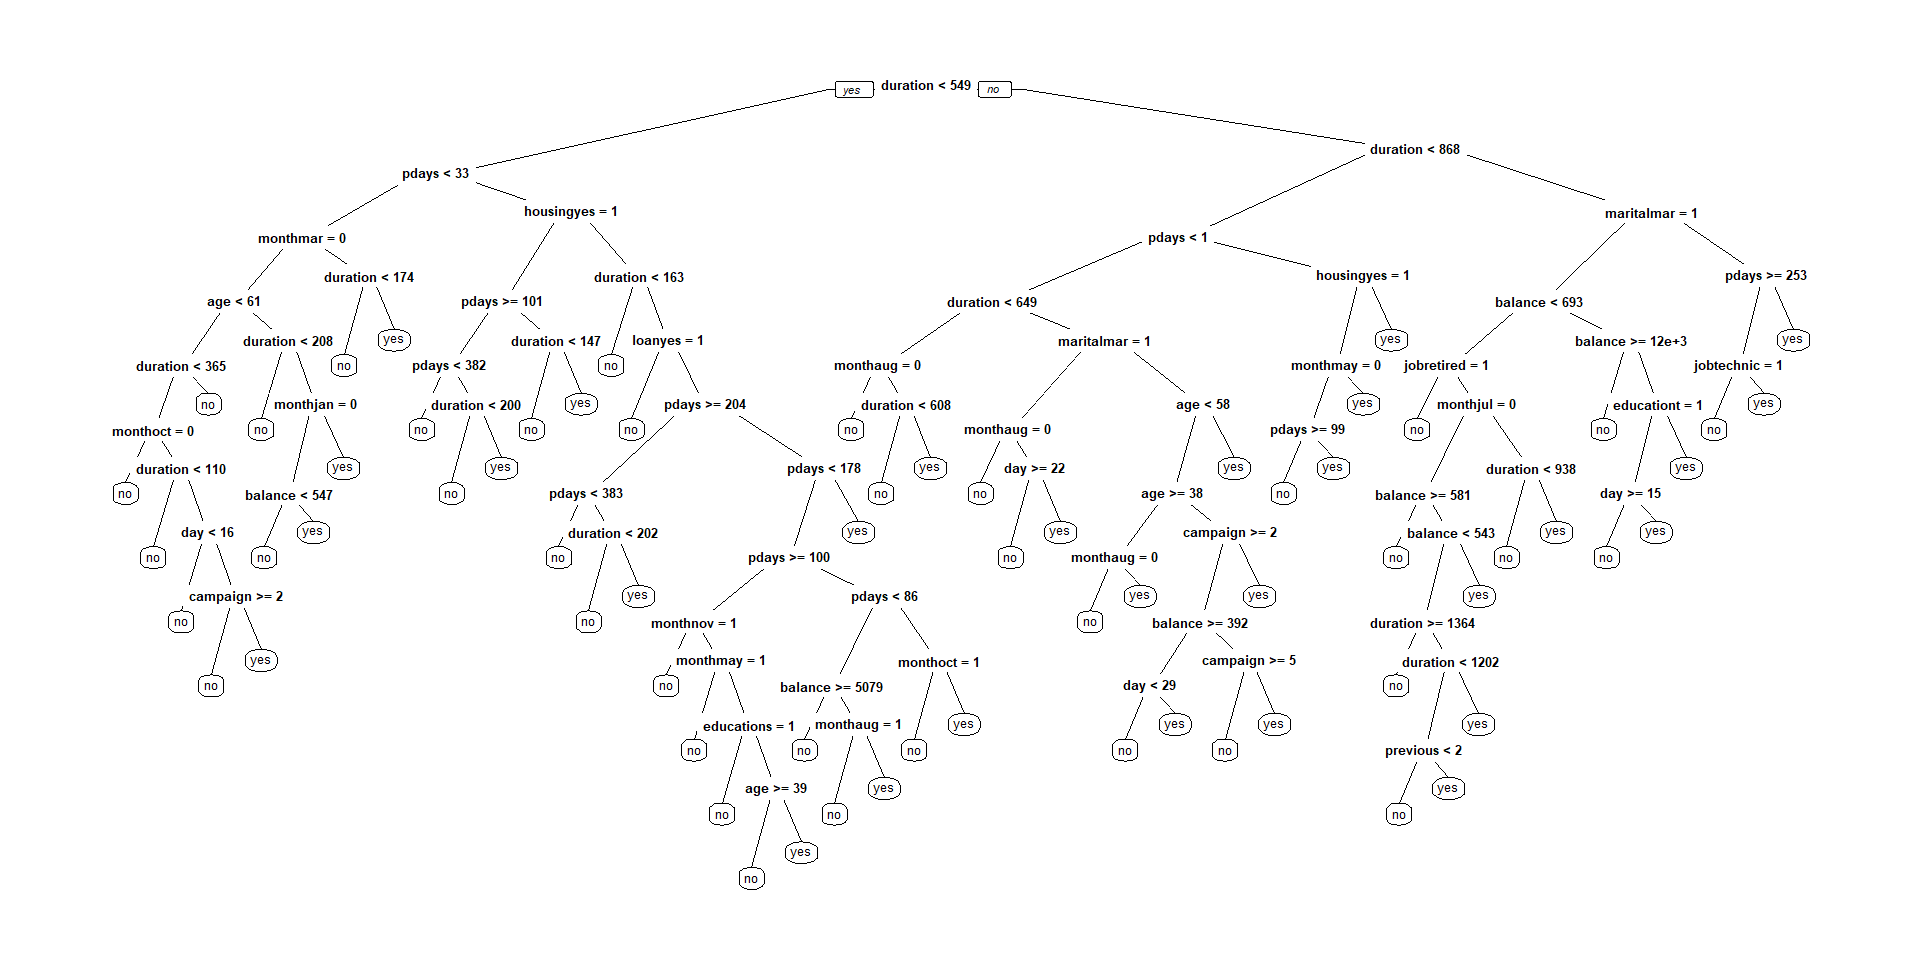 yes duration < 549 no
duration < 868
pdays < 33
housingyes = 1
maritalmar = 1
monthmar = 0
pdays < 1
duration < 174
duration < 163
housingyes = 1
pdays >= 253
age < 61
pdays >= 101
duration < 649
balance < 693
duration < 208
yes
duration < 147
loanyes = 1
maritalmar = 1
yes
balance >= 12e+3
yes
duration < 365
no
pdays < 382
no
monthaug = 0
monthmay = 0
jobretired = 1
jobtechnic = 1
no
monthjan = 0
duration < 200
yes
pdays >= 204
duration < 608
age < 58
yes
monthjul = 0
educationt = 1
yes
monthoct = 0
no
no
no
no
no
monthaug = 0
pdays >= 99
no
no
no
duration < 110
yes
yes
pdays < 178
yes
day >= 22
yes
yes
duration < 938
yes
no
balance < 547
no
pdays < 383
no
no
age >= 38
no
balance >= 581
day >= 15
day < 16
yes
duration < 202
yes
yes
campaign >= 2
balance < 543
yes
yes
no
no
no
pdays >= 100
no
monthaug = 0
no
no
no
campaign >= 2
yes
pdays < 86
yes
yes
yes
no
no
monthnov = 1
no
balance >= 392
duration >= 1364
yes
monthmay = 1
monthoct = 1
campaign >= 5
duration < 1202
no
no
balance >= 5079
day < 29
no
educations = 1
monthaug = 1
yes
yes
yes
yes
no
no
no
no
no
previous < 2
age >= 39
yes
yes
no
no
no
yes
no